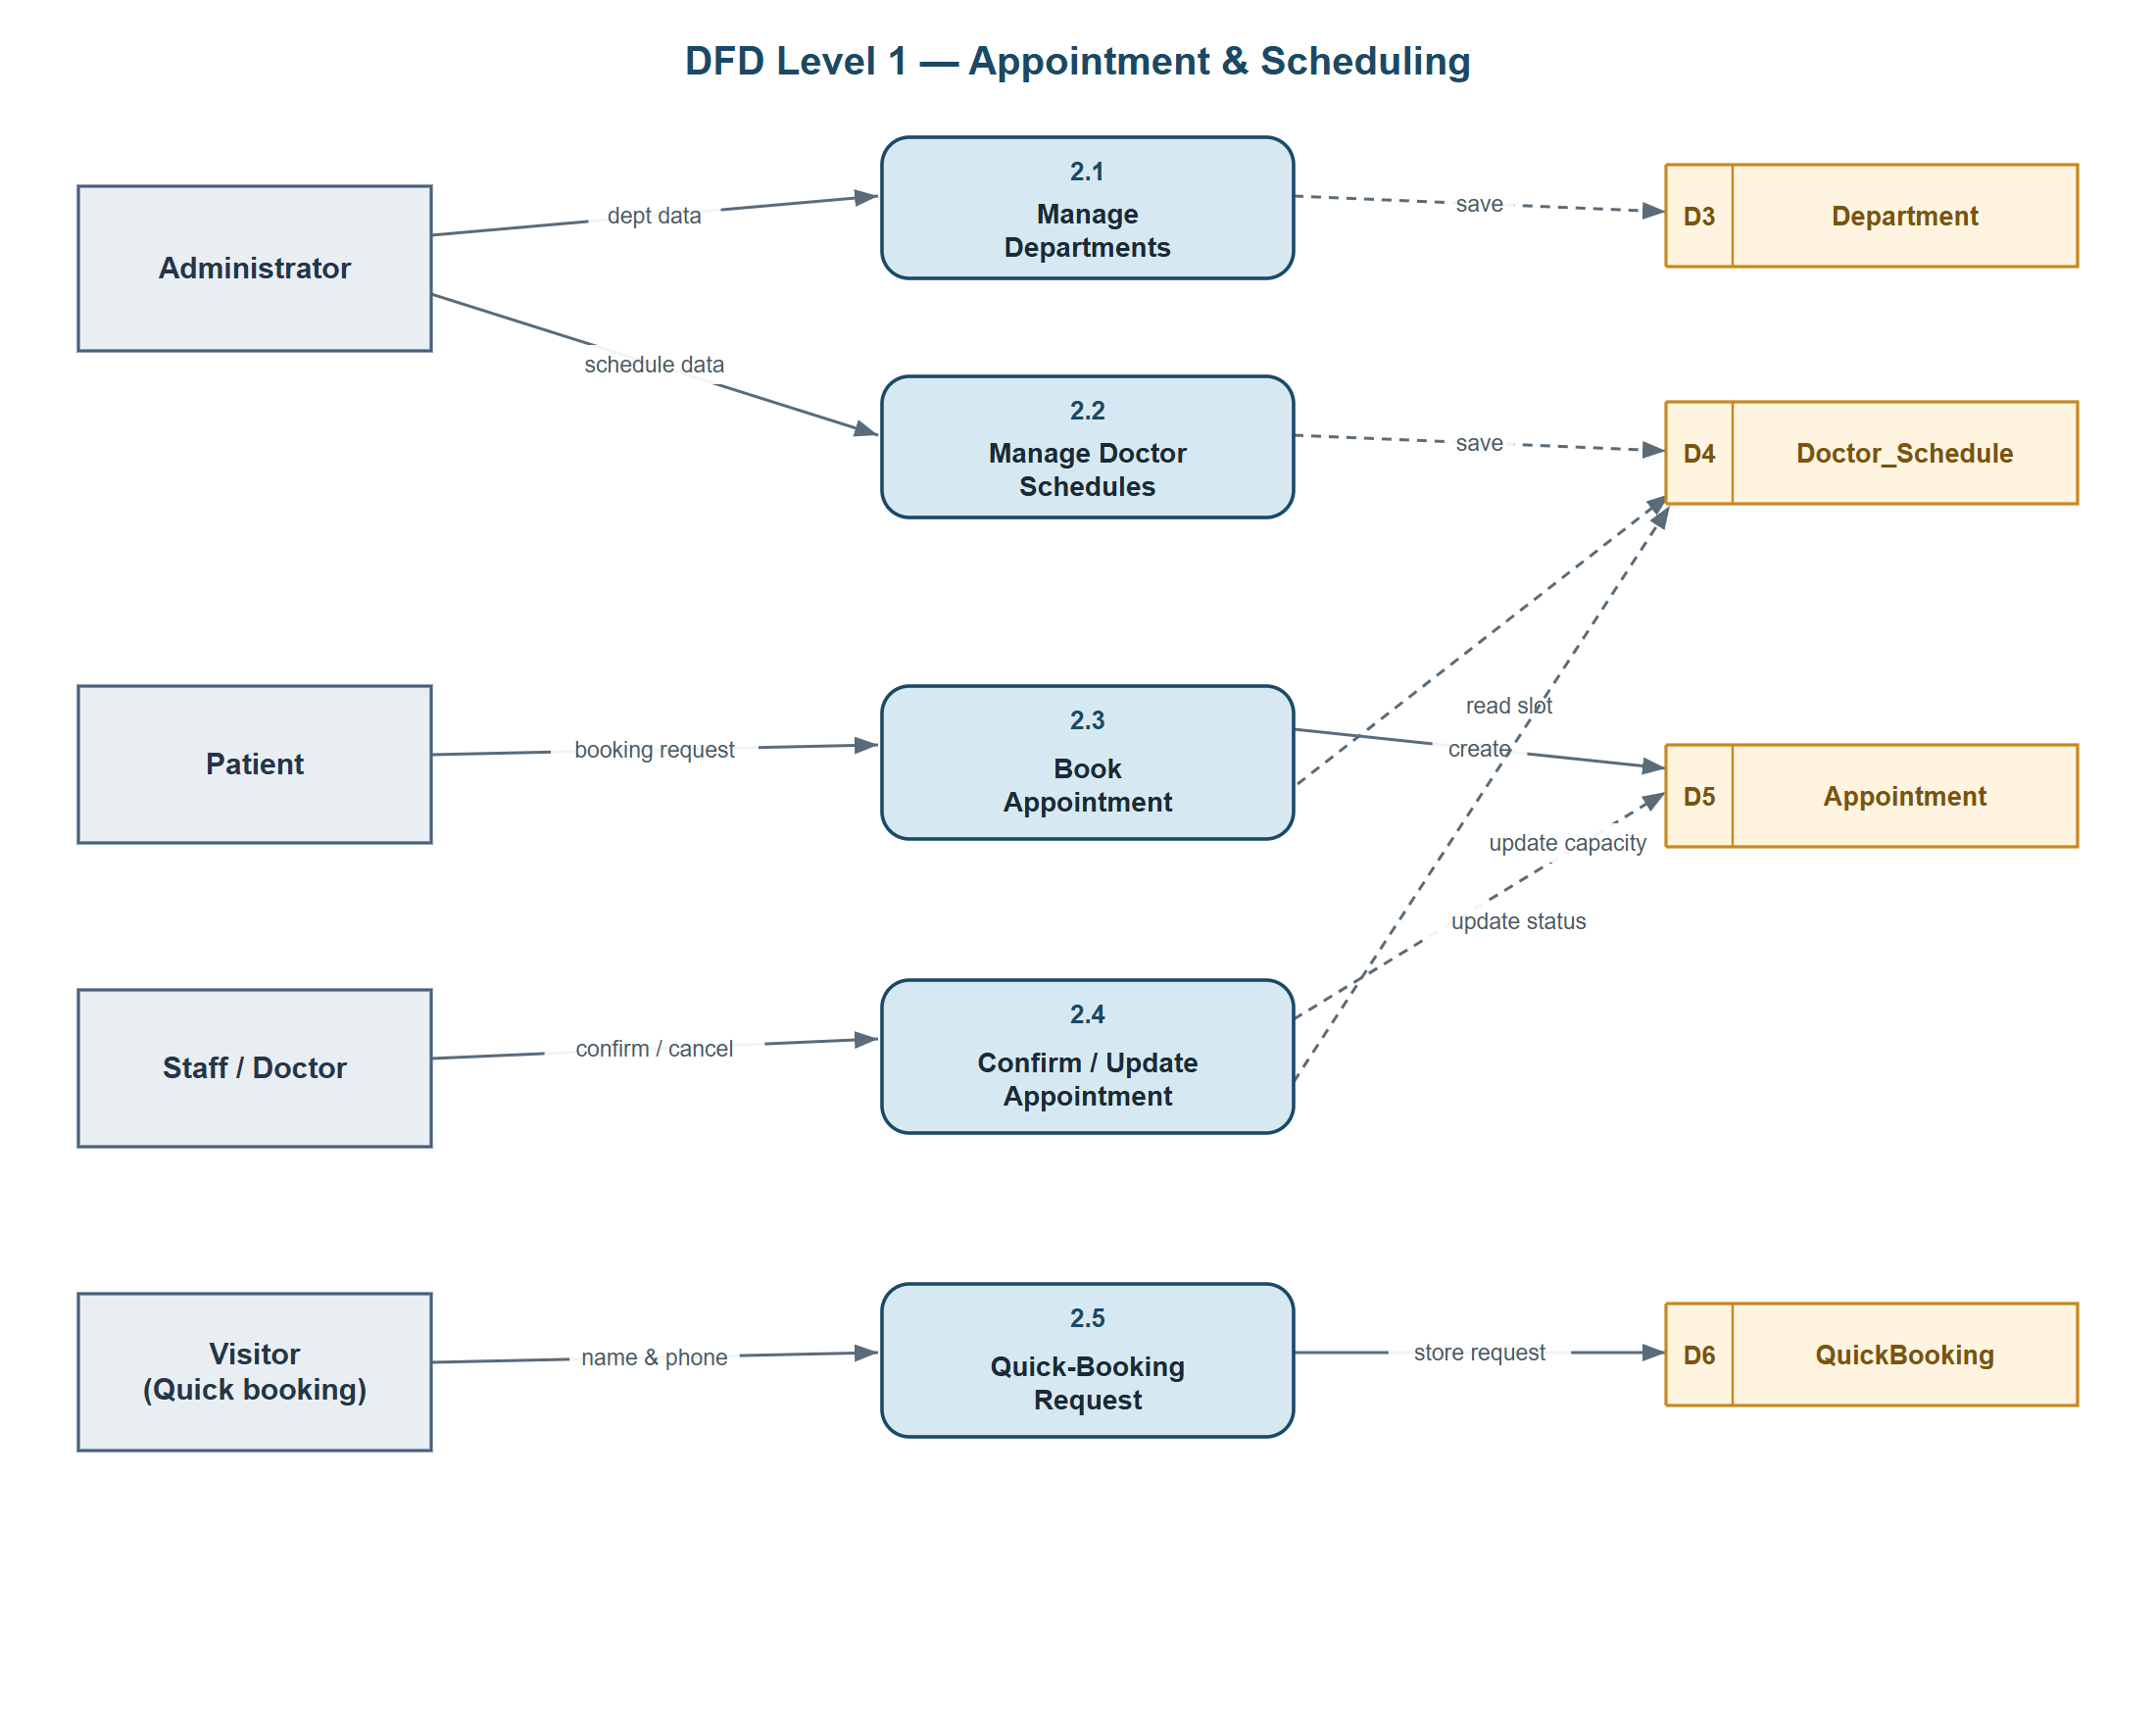 DFD Level 1 — Appointment & Scheduling
Administrator
dept data
schedule data
2.1
Manage
Departments
save
D3
Department
2.2
Manage Doctor
Schedules
save
D4
Doctor_Schedule
Patient
booking request
2.3
Book
Appointment
read slot
create
D5
Appointment
update capacity
update status
Staff / Doctor
confirm / cancel
2.4
Confirm / Update
Appointment
Visitor
(Quick booking)
name & phone
2.5
Quick-Booking
Request
store request
D6
QuickBooking